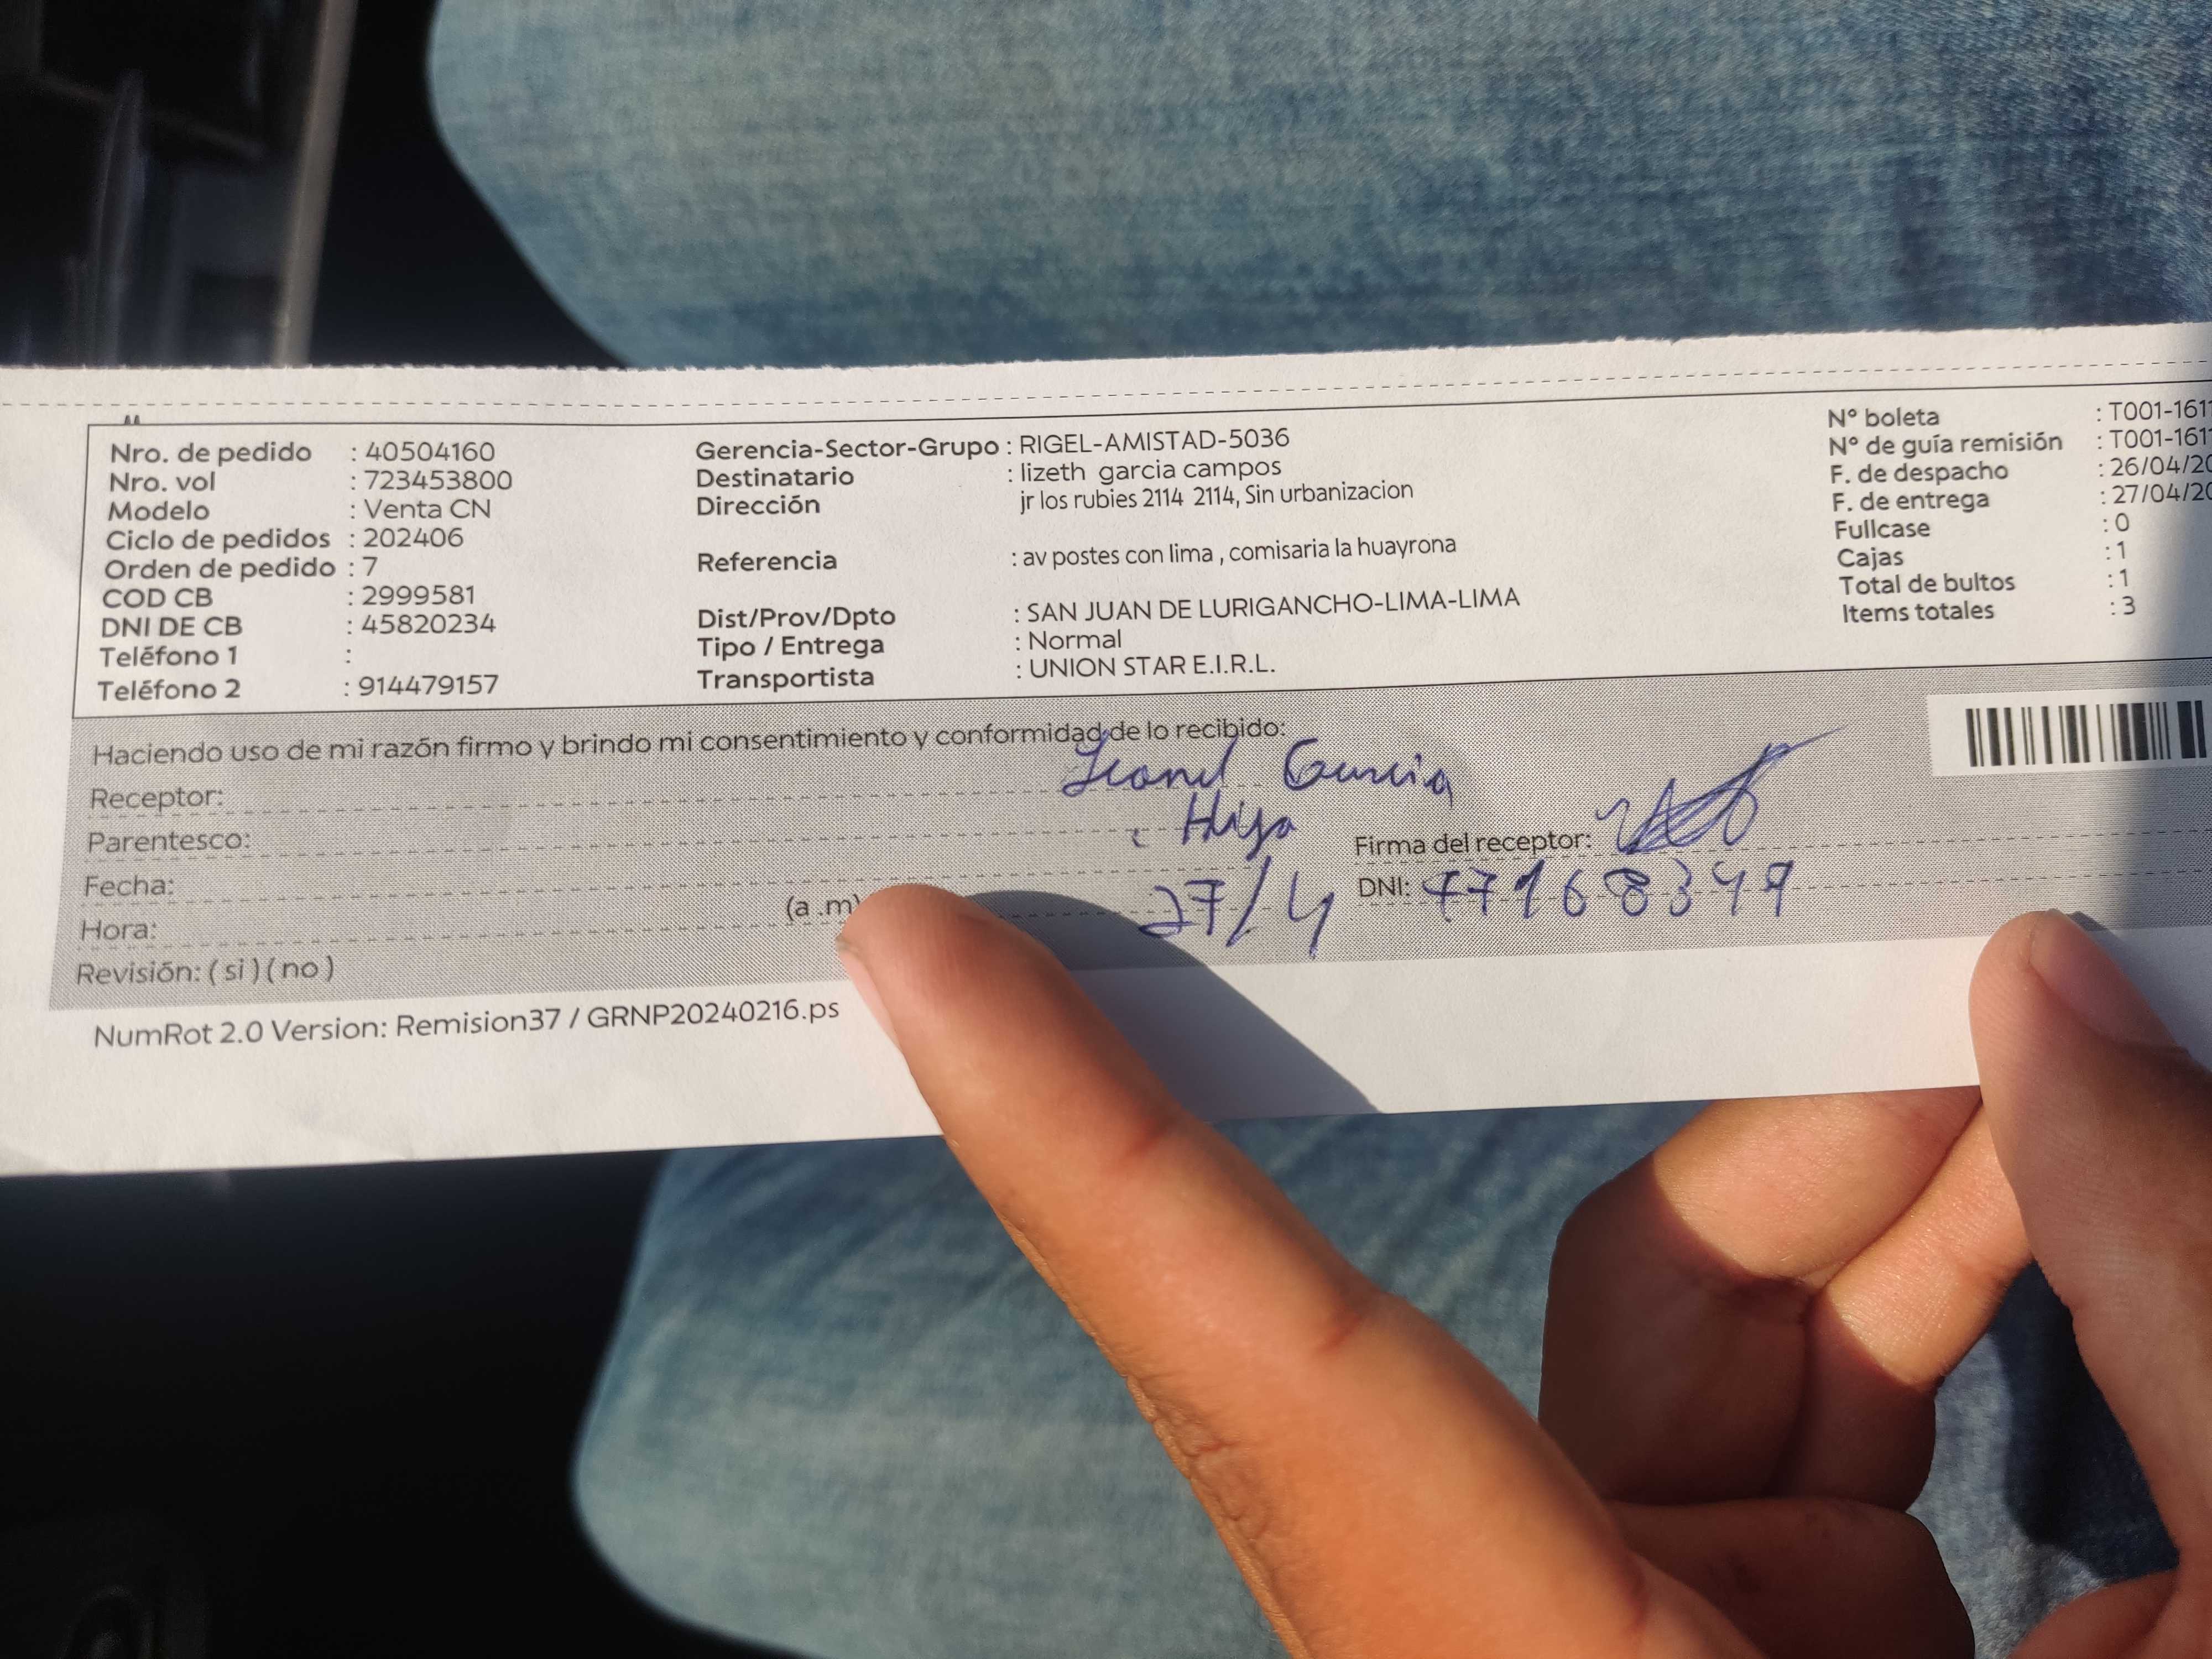 Nro. de pedido : 40504160
Nro. vol : 723453800
Modelo : Venta CN
Ciclo de pedidos : 202406
Orden de pedido : 7
COD CB : 2999581
DNI DE CB : 45820234
Teléfono 1 :
Teléfono 2 : 914479157
Gerencia-Sector-Grupo : RIGEL-AMISTAD-5036
Destinatario : lizeth garcia campos
Dirección jr los rubies 2114 2114, Sin urbanizacion
Referencia : av postes con lima , comisaria la huayrona
Dist/Prov/Dpto : SAN JUAN DE LURIGANCHO-LIMA-LIMA
Tipo / Entrega : Normal
Transportista : UNION STAR E.I.R.L.
N° boleta : T001-161
N° de guía remisión : T001-161
F. de despacho : 26/04/20
F. de entrega : 27/04/20
Fullcase : 0
Cajas : 1
Total de bultos : 1
Items totales : 3
Haciendo uso de mi razón firmo y brindo mi consentimiento y conformidad de lo recibido:
Receptor: Leonel Garcia
Parentesco: Hijo
Firma del receptor:
Fecha: 27/4
DNI:
Hora: (a .m)
Revisión: ( si ) ( no )
NumRot 2.0 Version: Remision37 / GRNP20240216.ps